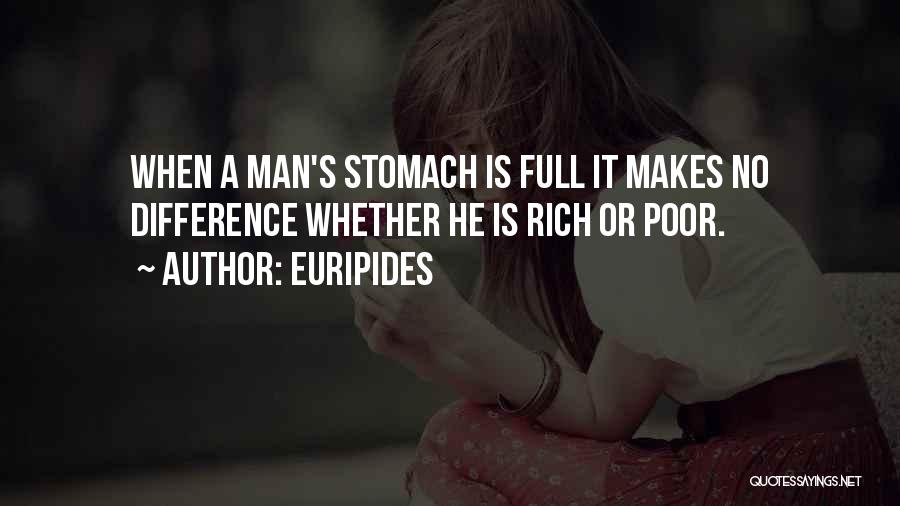 WHEN A MAN'S STOMACH IS FULL IT MAKES NO
DIFFERENCE WHETHER HE IS RICH OR POOR.
~ AUTHOR: EURIPIDES
QUOTESSAYINGS.NET